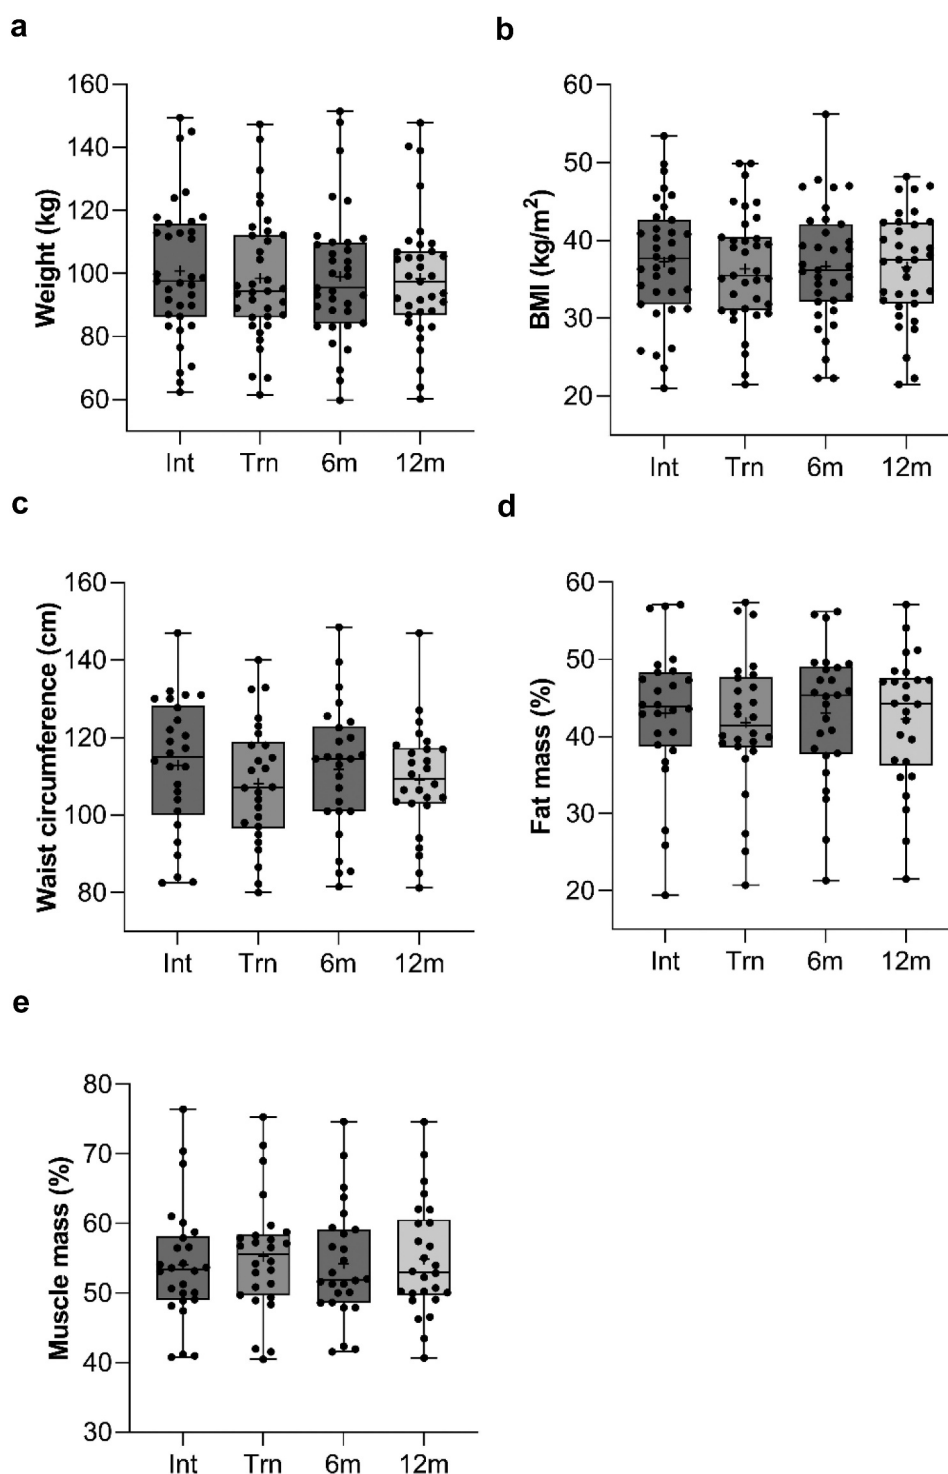 a
160
140
120
100
80
60
Weight (kg)
Int Trn 6m 12m
b
60
50
40
30
20
BMI (kg/m²)
Int Trn 6m 12m
c
160
140
120
100
80
Waist circumference (cm)
Int Trn 6m 12m
d
60
50
40
30
20
Fat mass (%)
Int Trn 6m 12m
e
80
70
60
50
40
30
Muscle mass (%)
Int Trn 6m 12m